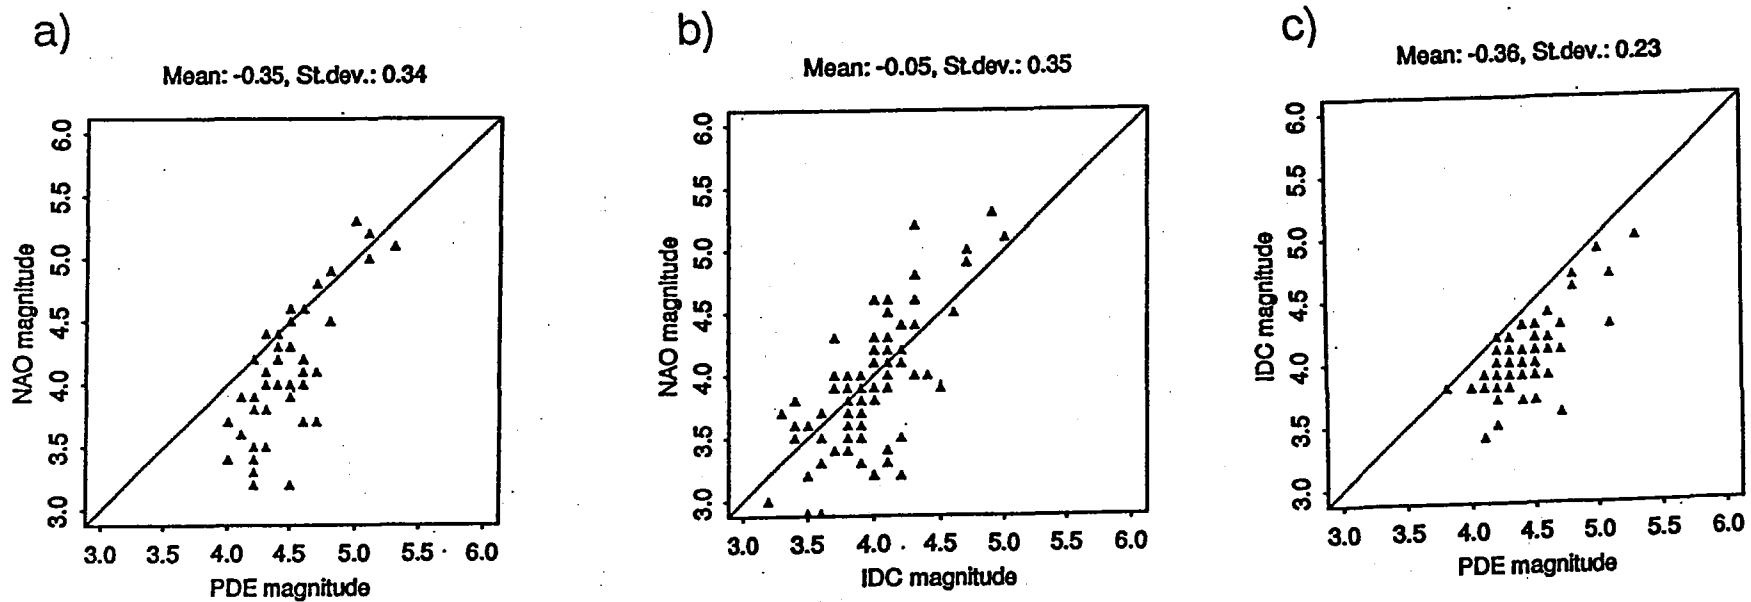 a)
Mean: -0.35, St.dev.: 0.34
NAO magnitude
6.0
5.5
5.0
4.5
4.0
3.5
3.0
3.0 3.5 4.0 4.5 5.0 5.5 6.0
PDE magnitude
b)
Mean: -0.05, St.dev.: 0.35
NAO magnitude
6.0
5.5
5.0
4.5
4.0
3.5
3.0
3.0 3.5 4.0 4.5 5.0 5.5 6.0
IDC magnitude
c)
Mean: -0.36, St.dev.: 0.23
IDC magnitude
6.0
5.5
5.0
4.5
4.0
3.5
3.0
3.0 3.5 4.0 4.5 5.0 5.5 6.0
PDE magnitude